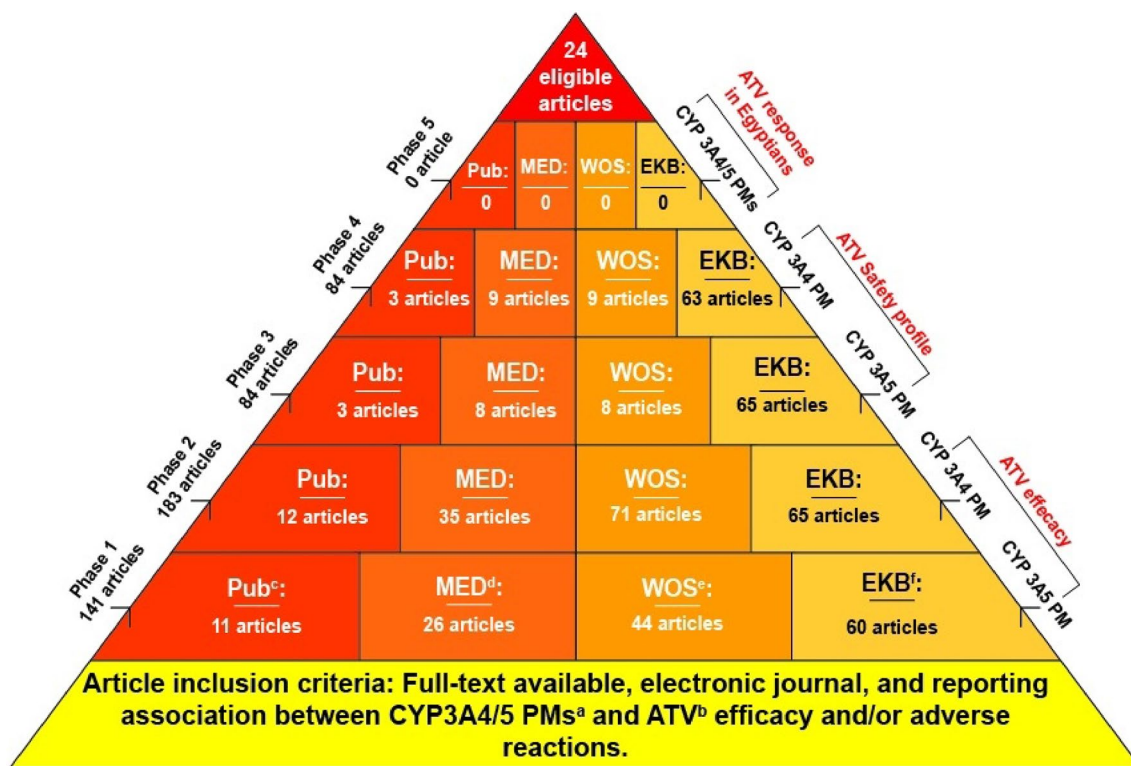 24
eligible
articles
Phase 5
0 article
Pub:
0
MED:
0
WOS:
0
EKB:
0
CYP 3A4/5 PMs
ATV response
in Egyptians
Phase 4
84 articles
Pub:
3 articles
MED:
9 articles
WOS:
9 articles
EKB:
63 articles
CYP 3A4 PM
ATV Safety profile
Phase 3
84 articles
Pub:
3 articles
MED:
8 articles
WOS:
8 articles
EKB:
65 articles
CYP 3A5 PM
Phase 2
183 articles
Pub:
12 articles
MED:
35 articles
WOS:
71 articles
EKB:
65 articles
CYP 3A4 PM
ATV effecacy
Phase 1
141 articles
Pubᶜ:
11 articles
MEDᵈ:
26 articles
WOSᵉ:
44 articles
EKBᶠ:
60 articles
CYP 3A5 PM
Article inclusion criteria: Full-text available, electronic journal, and reporting
association between CYP3A4/5 PMsᵃ and ATVᵇ efficacy and/or adverse
reactions.